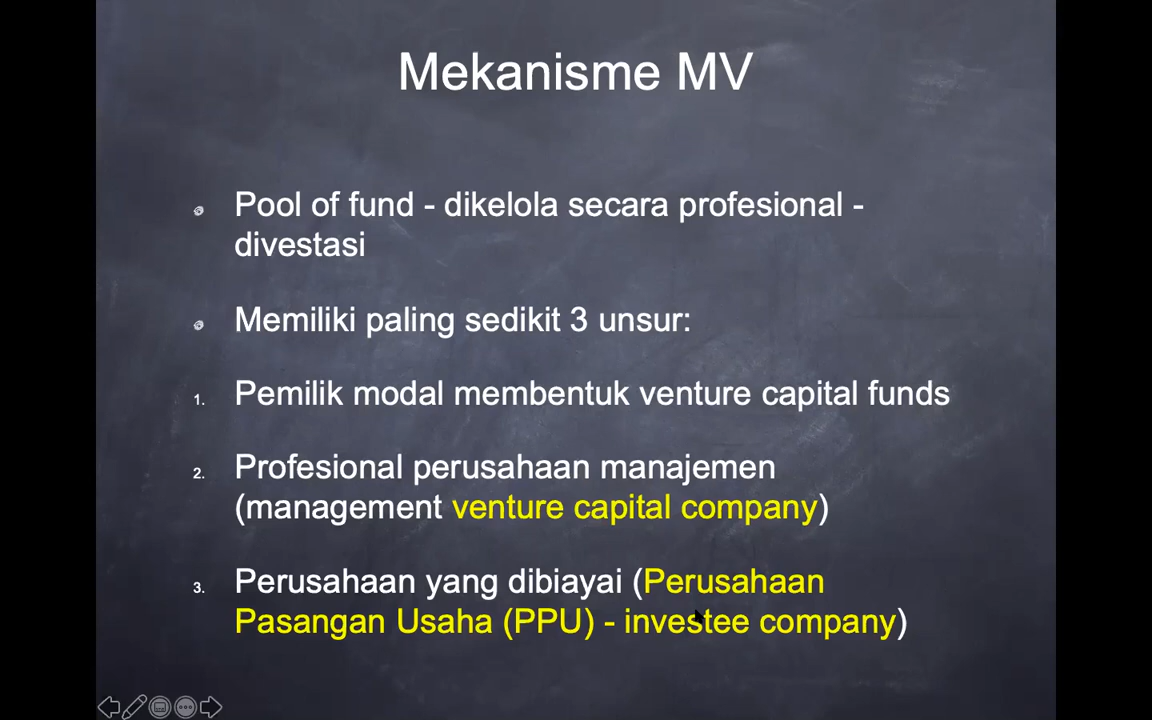 Mekanisme MV
Pool of fund - dikelola secara profesional -
divestasi
Memiliki paling sedikit 3 unsur:
1. Pemilik modal membentuk venture capital funds
2. Profesional perusahaan manajemen
(management venture capital company)
3. Perusahaan yang dibiayai (Perusahaan
Pasangan Usaha (PPU) - investee company)